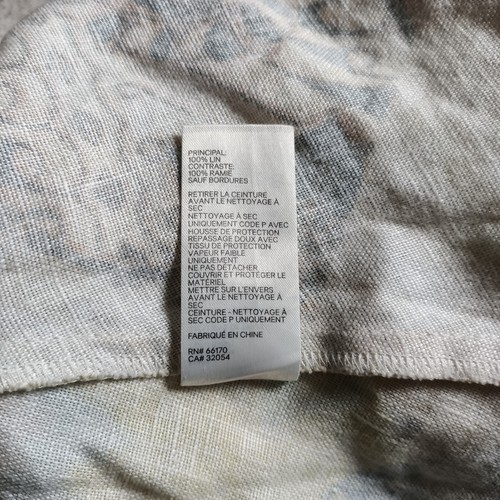 PRINCIPAL:
100% LIN
CONTRASTE:
100% RAMIE
SAUF BORDURES
RETIRER LA CEINTURE
AVANT LE NETTOYAGE À
SEC
NETTOYAGE À SEC
UNIQUEMENT CODE P AVEC
HOUSSE DE PROTECTION
REPASSAGE DOUX AVEC
TISSU DE PROTECTION
VAPEUR FAIBLE
UNIQUEMENT
NE PAS DÉTACHER
COUVRIR ET PROTÉGER LE
MATÉRIEL
METTRE SUR L'ENVERS
AVANT LE NETTOYAGE À
SEC
CEINTURE - NETTOYAGE À
SEC CODE P UNIQUEMENT
FABRIQUÉ EN CHINE
RN# 66170
CA# 32054